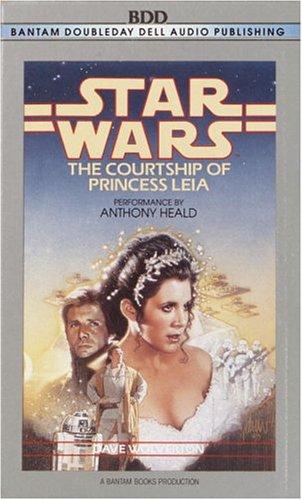 BDD
BANTAM DOUBLEDAY DELL AUDIO PUBLISHING
STAR
WARS
THE COURTSHIP OF
PRINCESS LEIA
PERFORMANCE BY
ANTHONY HEALD
DAVE WOLVERTON
A BANTAM BOOKS PRODUCTION